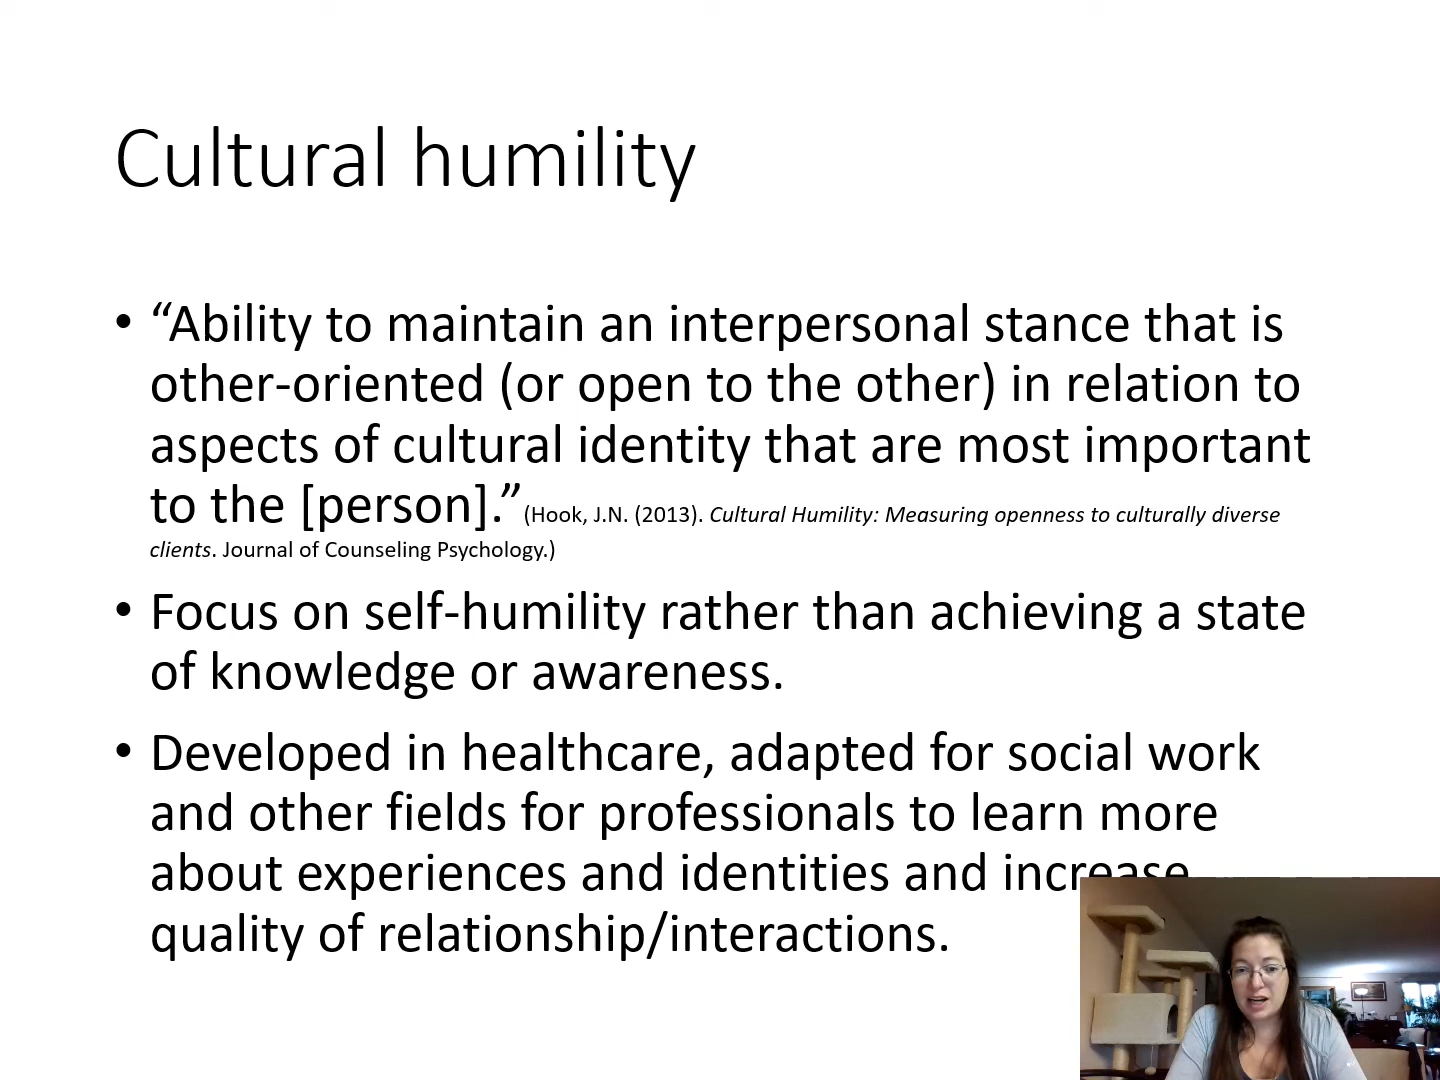 Cultural humility
• “Ability to maintain an interpersonal stance that is
other-oriented (or open to the other) in relation to
aspects of cultural identity that are most important
to the [person].”(Hook, J.N. (2013). Cultural Humility: Measuring openness to culturally diverse
clients. Journal of Counseling Psychology.)
• Focus on self-humility rather than achieving a state
of knowledge or awareness.
• Developed in healthcare, adapted for social work
and other fields for professionals to learn more
about experiences and identities and increase
quality of relationship/interactions.